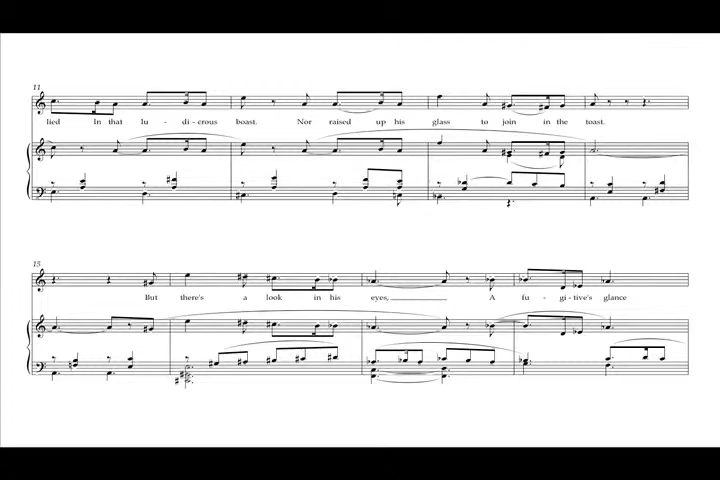 11
lied In that lu - di - crous boast. Nor raised up his glass to join in the toast.
15
But there's a look in his eyes, A fu - gi - tive's glance